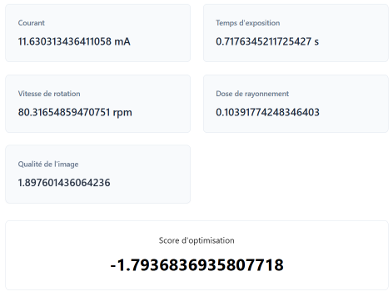 Courant
11.630313436411058 mA
Temps d'exposition
0.7176345211725427 s
Vitesse de rotation
80.31654859470751 rpm
Dose de rayonnement
0.10391774248346403
Qualité de l'image
1.897601436064236
Score d'optimisation
-1.7936836935807718